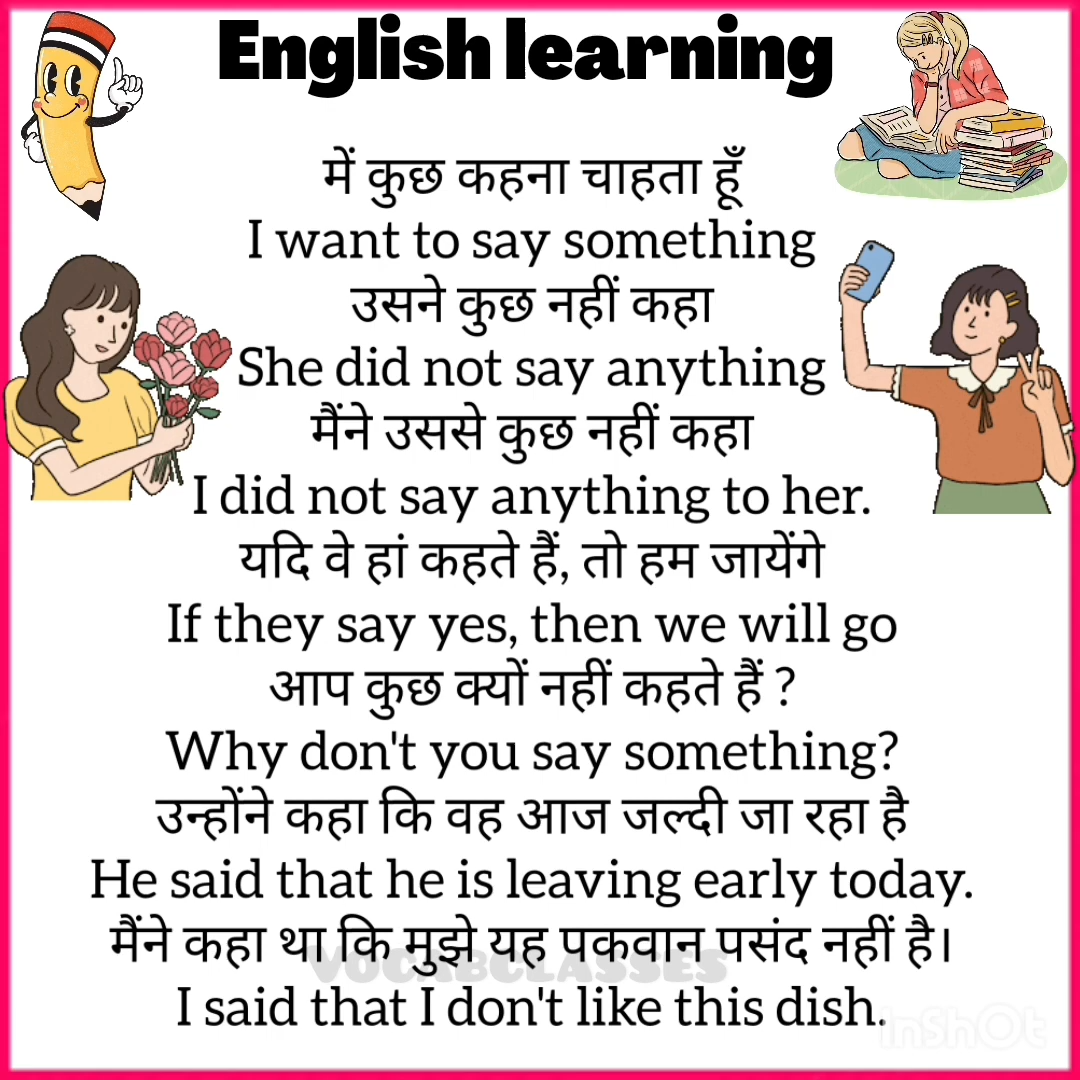 English learning
में कुछ कहना चाहता हूँ
I want to say something
उसने कुछ नहीं कहा
She did not say anything
मैंने उससे कुछ नहीं कहा
I did not say anything to her.
यदि वे हां कहते हैं, तो हम जायेंगे
If they say yes, then we will go
आप कुछ क्यों नहीं कहते हैं ?
Why don't you say something?
उन्होंने कहा कि वह आज जल्दी जा रहा है
He said that he is leaving early today.
मैंने कहा था कि मुझे यह पकवान पसंद नहीं है।
VOCABCLASSES
I said that I don't like this dish.
InShOt